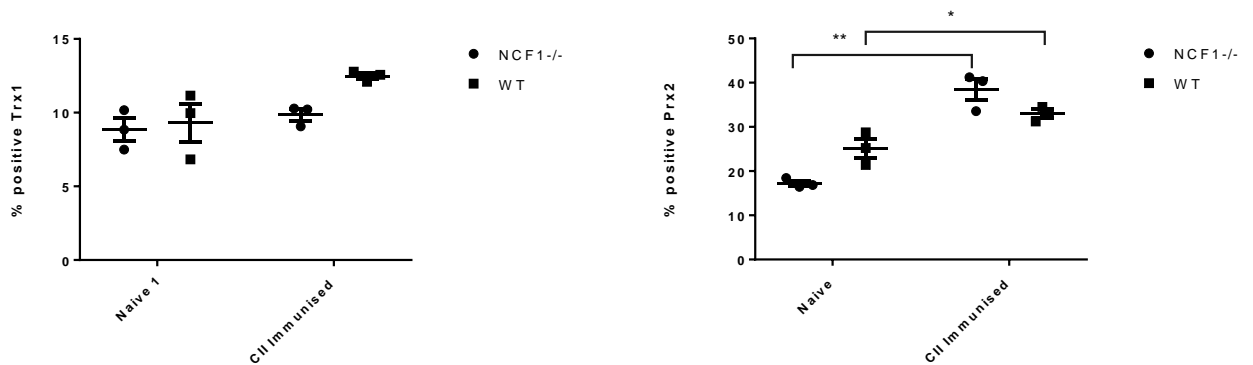 % positive Trx1
15
10
5
0
Naive 1
CII Immunised
NCF1-/-
WT
% positive Prx2
50
40
30
20
10
0
**
*
Naive
CII Immunised
NCF1-/-
WT